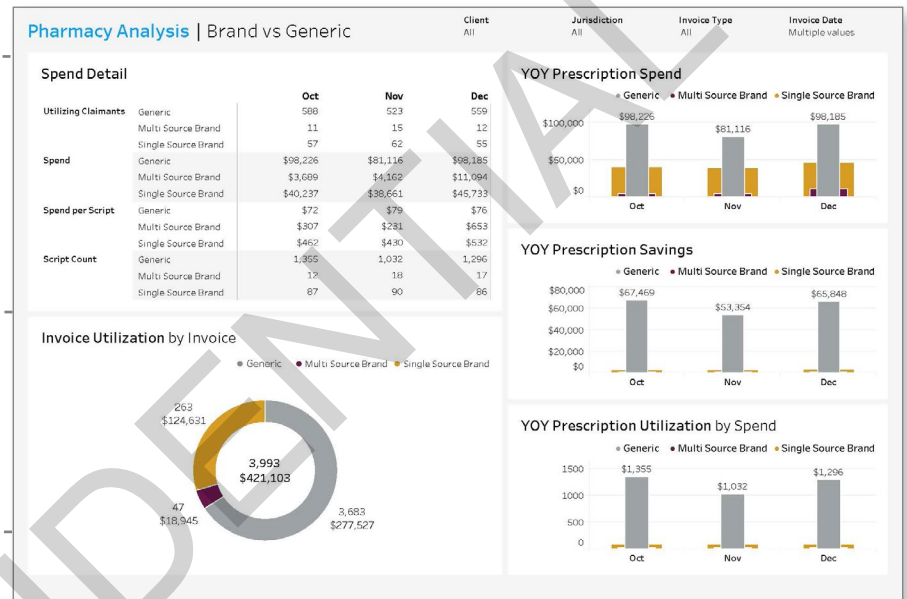 Pharmacy Analysis | Brand vs Generic
Client
All
Jurisdiction
All
Invoice Type
All
Invoice Date
Multiple values
Spend Detail
Oct Nov Dec
Utilizing Claimants Generic 588 523 559
Multi Source Brand 11 15 12
Single Source Brand 57 62 55
Spend Generic $98,226 $81,116 $98,185
Multi Source Brand $3,689 $4,162 $11,094
Single Source Brand $40,237 $38,661 $45,733
Spend per Script Generic $72 $79 $76
Multi Source Brand $307 $231 $653
Single Source Brand $462 $430 $532
Script Count Generic 1,355 1,032 1,296
Multi Source Brand 12 18 17
Single Source Brand 87 90 86
Invoice Utilization by Invoice
Generic Multi Source Brand Single Source Brand
263
$124,631
3,993
$421,103
47
$18,945
3,683
$277,527
YOY Prescription Spend
Generic Multi Source Brand Single Source Brand
$98,226 $81,116 $98,185
$100,000
$50,000
$0
Oct Nov Dec
YOY Prescription Savings
Generic Multi Source Brand Single Source Brand
$67,469 $53,354 $65,848
$80,000
$60,000
$40,000
$20,000
$0
Oct Nov Dec
YOY Prescription Utilization by Spend
Generic Multi Source Brand Single Source Brand
$1,355 $1,032 $1,296
1500
1000
500
0
Oct Nov Dec
IDENTIAL